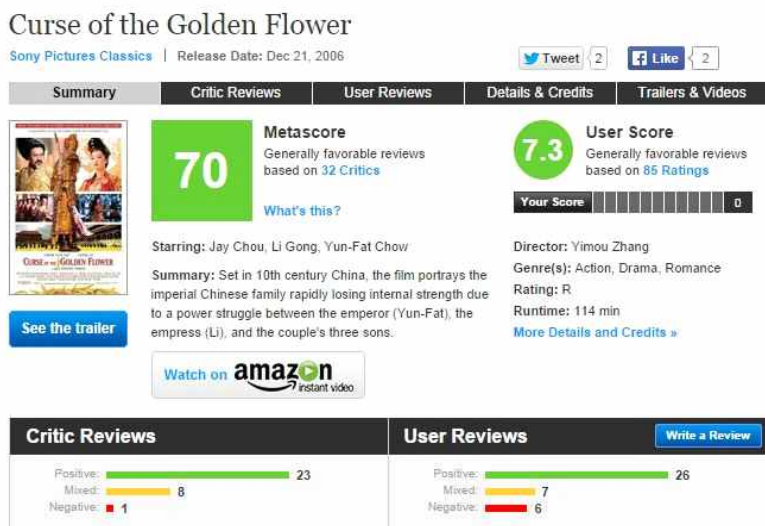 Curse of the Golden Flower
Sony Pictures Classics | Release Date: Dec 21, 2006
Tweet 2
Like 2
Summary
Critic Reviews
User Reviews
Details & Credits
Trailers & Videos
CURSE OF THE GOLDEN FLOWER
See the trailer
70
Metascore
Generally favorable reviews
based on 32 Critics
What's this?
7.3
User Score
Generally favorable reviews
based on 85 Ratings
Your Score 0
Starring: Jay Chou, Li Gong, Yun-Fat Chow
Summary: Set in 10th century China, the film portrays the
imperial Chinese family rapidly losing internal strength due
to a power struggle between the emperor (Yun-Fat), the
empress (Li), and the couple's three sons.
Watch on amazon
instant video
Director: Yimou Zhang
Genre(s): Action, Drama, Romance
Rating: R
Runtime: 114 min
More Details and Credits »
Critic Reviews
Positive: 23
Mixed: 8
Negative: 1
User Reviews
Write a Review
Positive: 26
Mixed: 7
Negative: 6